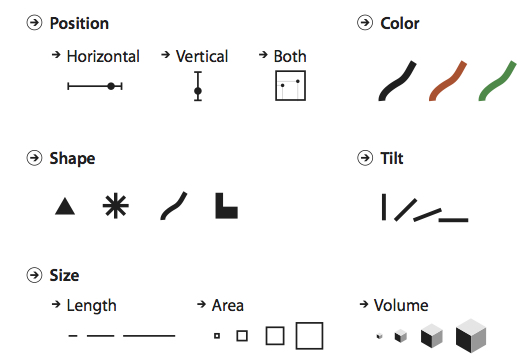 Position
Color
Horizontal
Vertical
Both
Shape
Tilt
Size
Length
Area
Volume